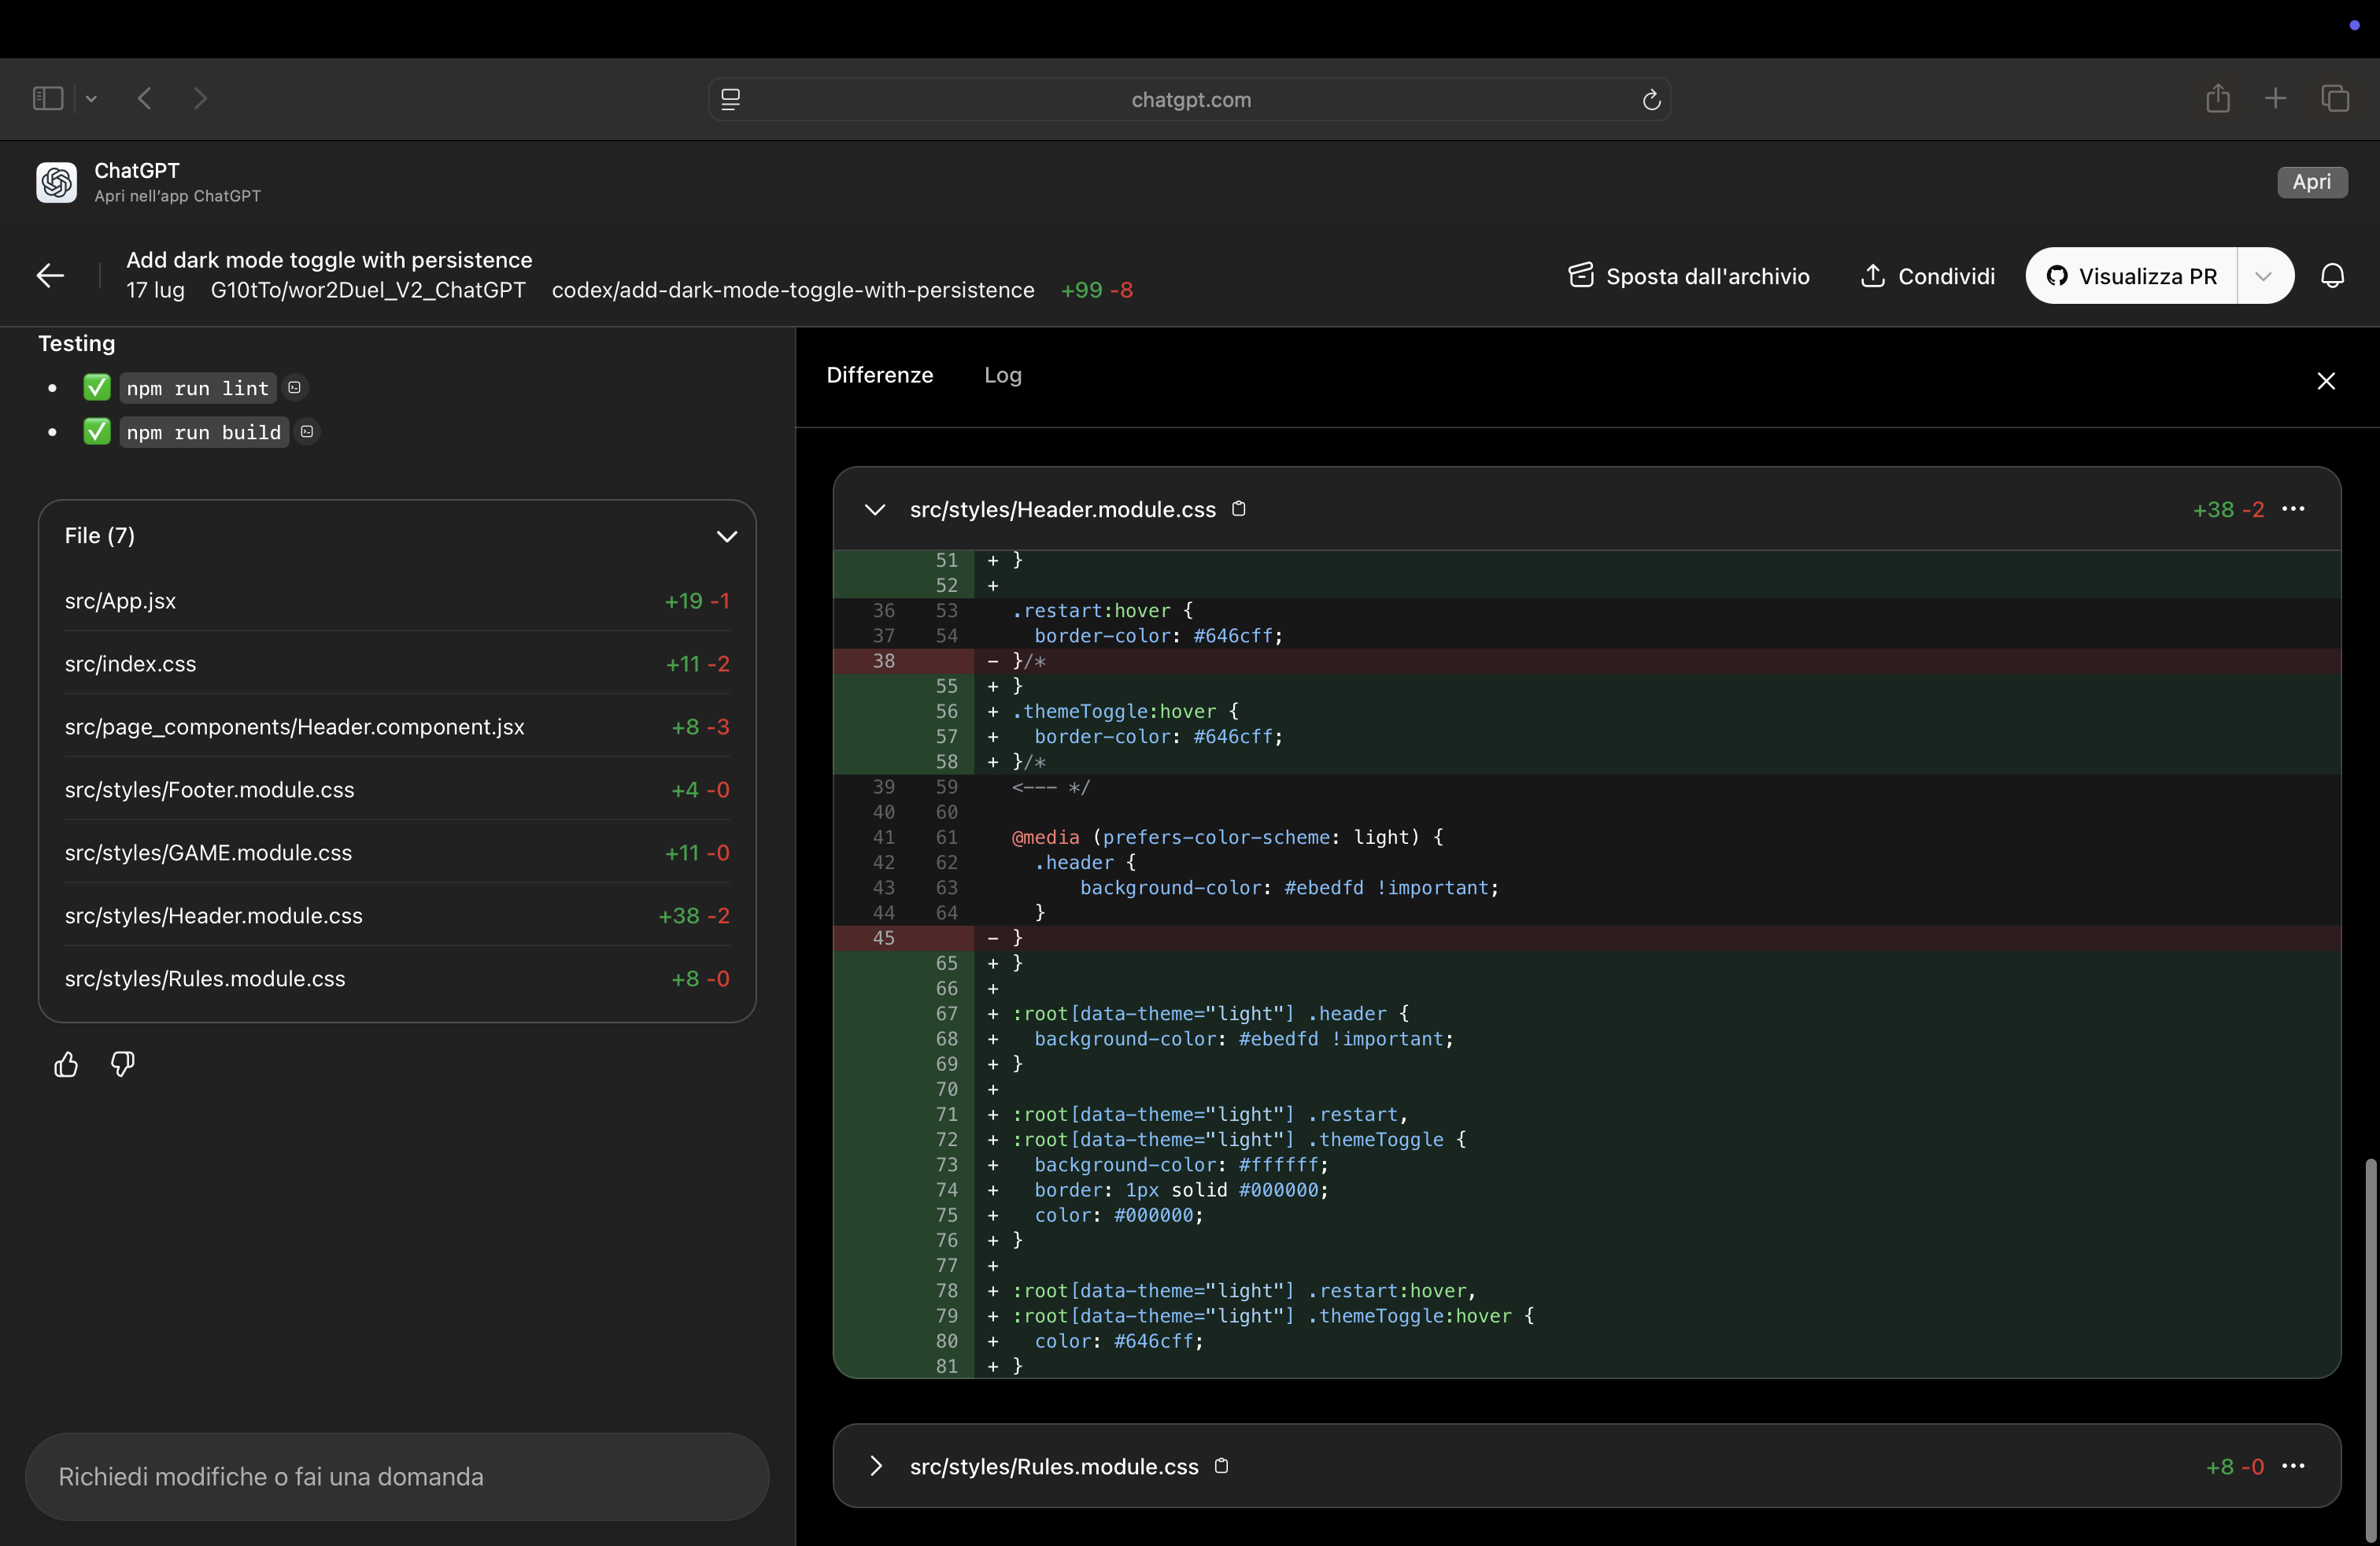 chatgpt.com
ChatGPT
Apri nell'app ChatGPT
Apri
Add dark mode toggle with persistence
17 lug G10tTo/wor2Duel_V2_ChatGPT codex/add-dark-mode-toggle-with-persistence +99 -8
Sposta dall'archivio
Condividi
Visualizza PR
Testing
• ✅ npm run lint
• ✅ npm run build
File (7)
src/App.jsx +19 -1
src/index.css +11 -2
src/page_components/Header.component.jsx +8 -3
src/styles/Footer.module.css +4 -0
src/styles/GAME.module.css +11 -0
src/styles/Header.module.css +38 -2
src/styles/Rules.module.css +8 -0
Richiedi modifiche o fai una domanda
Differenze Log
src/styles/Header.module.css +38 -2
51 + }
52 +
36 53 .restart:hover {
37 54 border-color: #646cff;
38 - }/*
55 + }
56 + .themeToggle:hover {
57 + border-color: #646cff;
58 + }/*
39 59 <--- */
40 60
41 61 @media (prefers-color-scheme: light) {
42 62 .header {
43 63 background-color: #ebedfd !important;
44 64 }
45 - }
65 + }
66 +
67 + :root[data-theme="light"] .header {
68 + background-color: #ebedfd !important;
69 + }
70 +
71 + :root[data-theme="light"] .restart,
72 + :root[data-theme="light"] .themeToggle {
73 + background-color: #ffffff;
74 + border: 1px solid #000000;
75 + color: #000000;
76 + }
77 +
78 + :root[data-theme="light"] .restart:hover,
79 + :root[data-theme="light"] .themeToggle:hover {
80 + color: #646cff;
81 + }
src/styles/Rules.module.css +8 -0